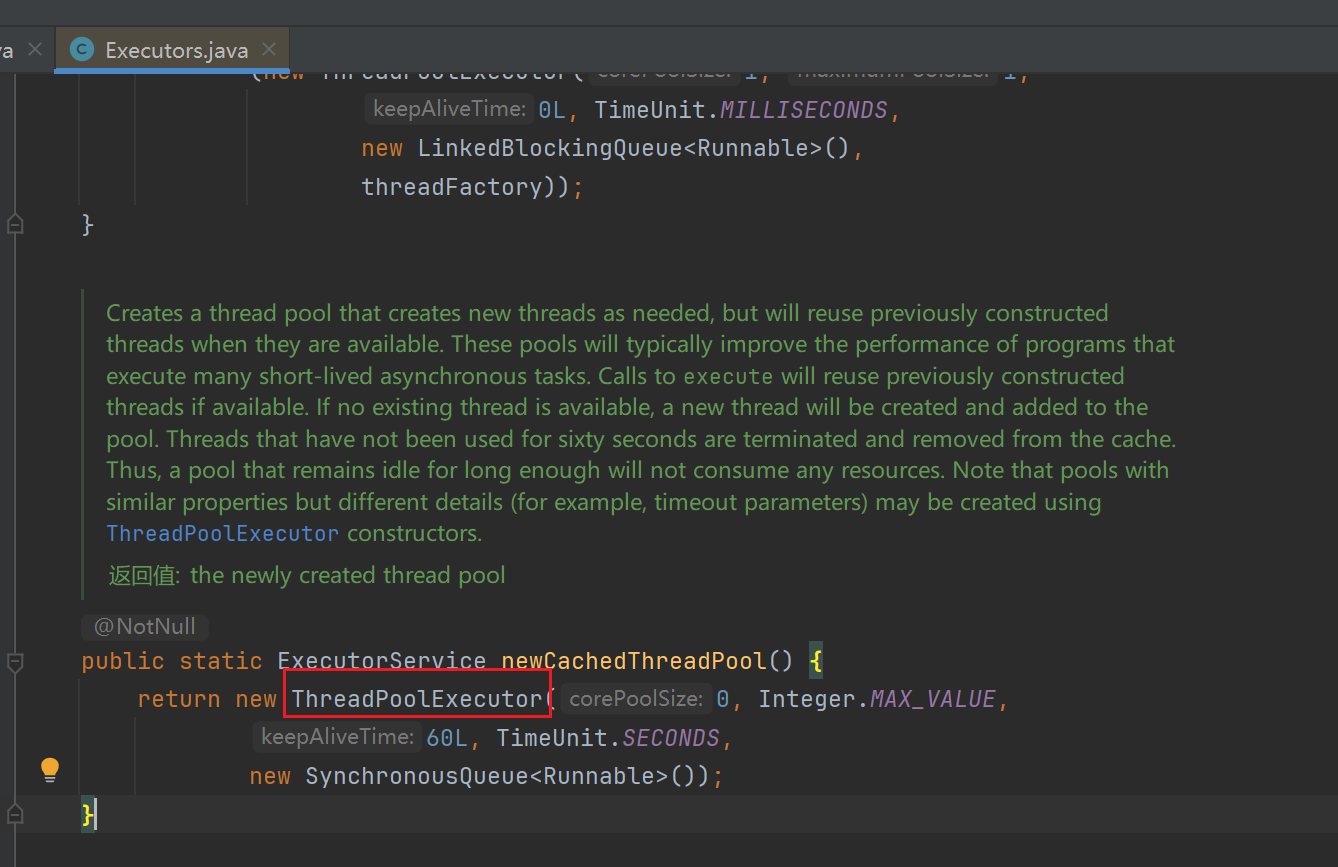 va
C Executors.java
(new ThreadPoolExecutor( corePoolSize: 1, maximumPoolSize: 1,
keepAliveTime: 0L, TimeUnit.MILLISECONDS,
new LinkedBlockingQueue<Runnable>(),
threadFactory));
}
Creates a thread pool that creates new threads as needed, but will reuse previously constructed
threads when they are available. These pools will typically improve the performance of programs that
execute many short-lived asynchronous tasks. Calls to execute will reuse previously constructed
threads if available. If no existing thread is available, a new thread will be created and added to the
pool. Threads that have not been used for sixty seconds are terminated and removed from the cache.
Thus, a pool that remains idle for long enough will not consume any resources. Note that pools with
similar properties but different details (for example, timeout parameters) may be created using
ThreadPoolExecutor constructors.
返回值: the newly created thread pool
@NotNull
public static ExecutorService newCachedThreadPool() {
return new ThreadPoolExecutor( corePoolSize: 0, Integer.MAX_VALUE,
keepAliveTime: 60L, TimeUnit.SECONDS,
new SynchronousQueue<Runnable>());
}